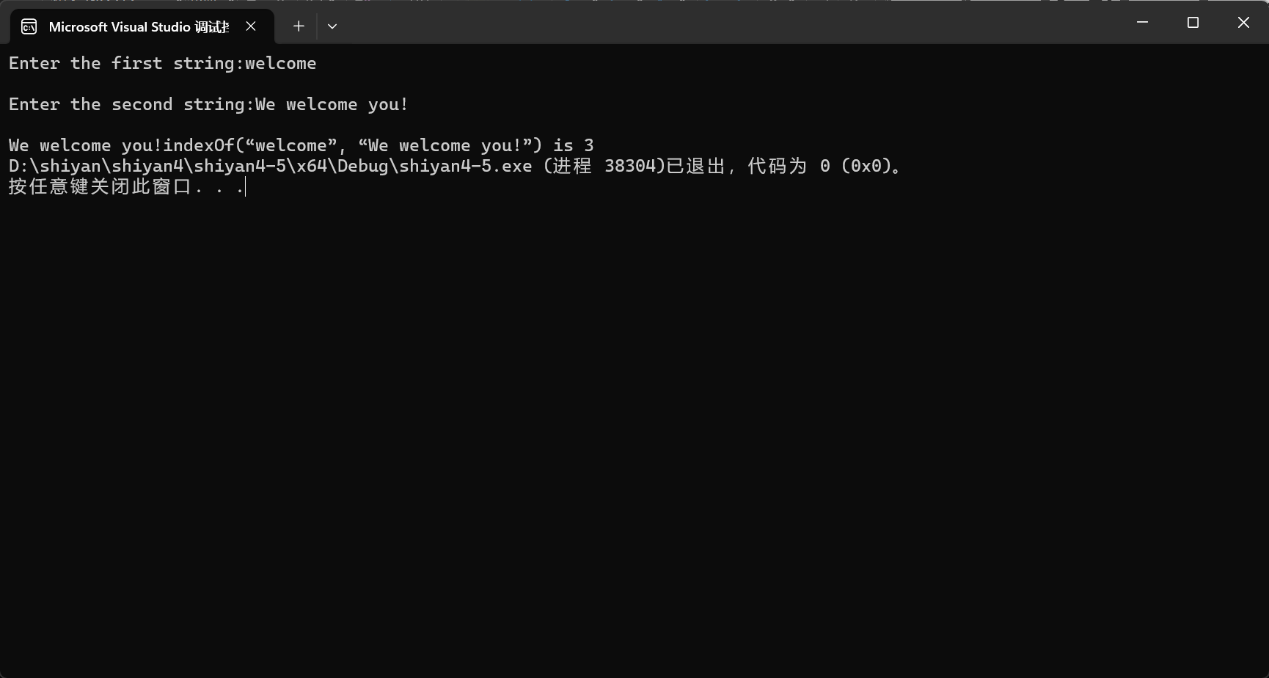 Microsoft Visual Studio 调试
Enter the first string:welcome
Enter the second string:We welcome you!
We welcome you!indexOf(“welcome”, “We welcome you!”) is 3
D:\shiyan\shiyan4\shiyan4-5\x64\Debug\shiyan4-5.exe (进程 38304)已退出，代码为 0 (0x0)。
按任意键关闭此窗口. . .